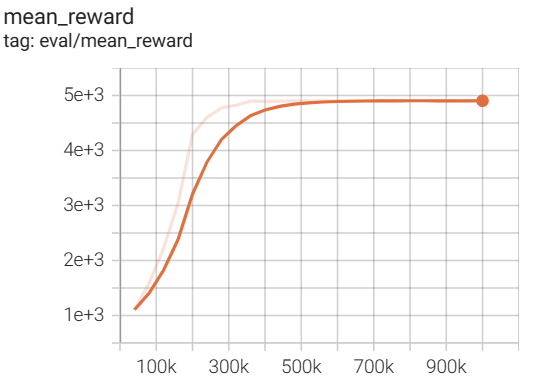 mean_reward
tag: eval/mean_reward
5e+3
4e+3
3e+3
2e+3
1e+3
100k 300k 500k 700k 900k